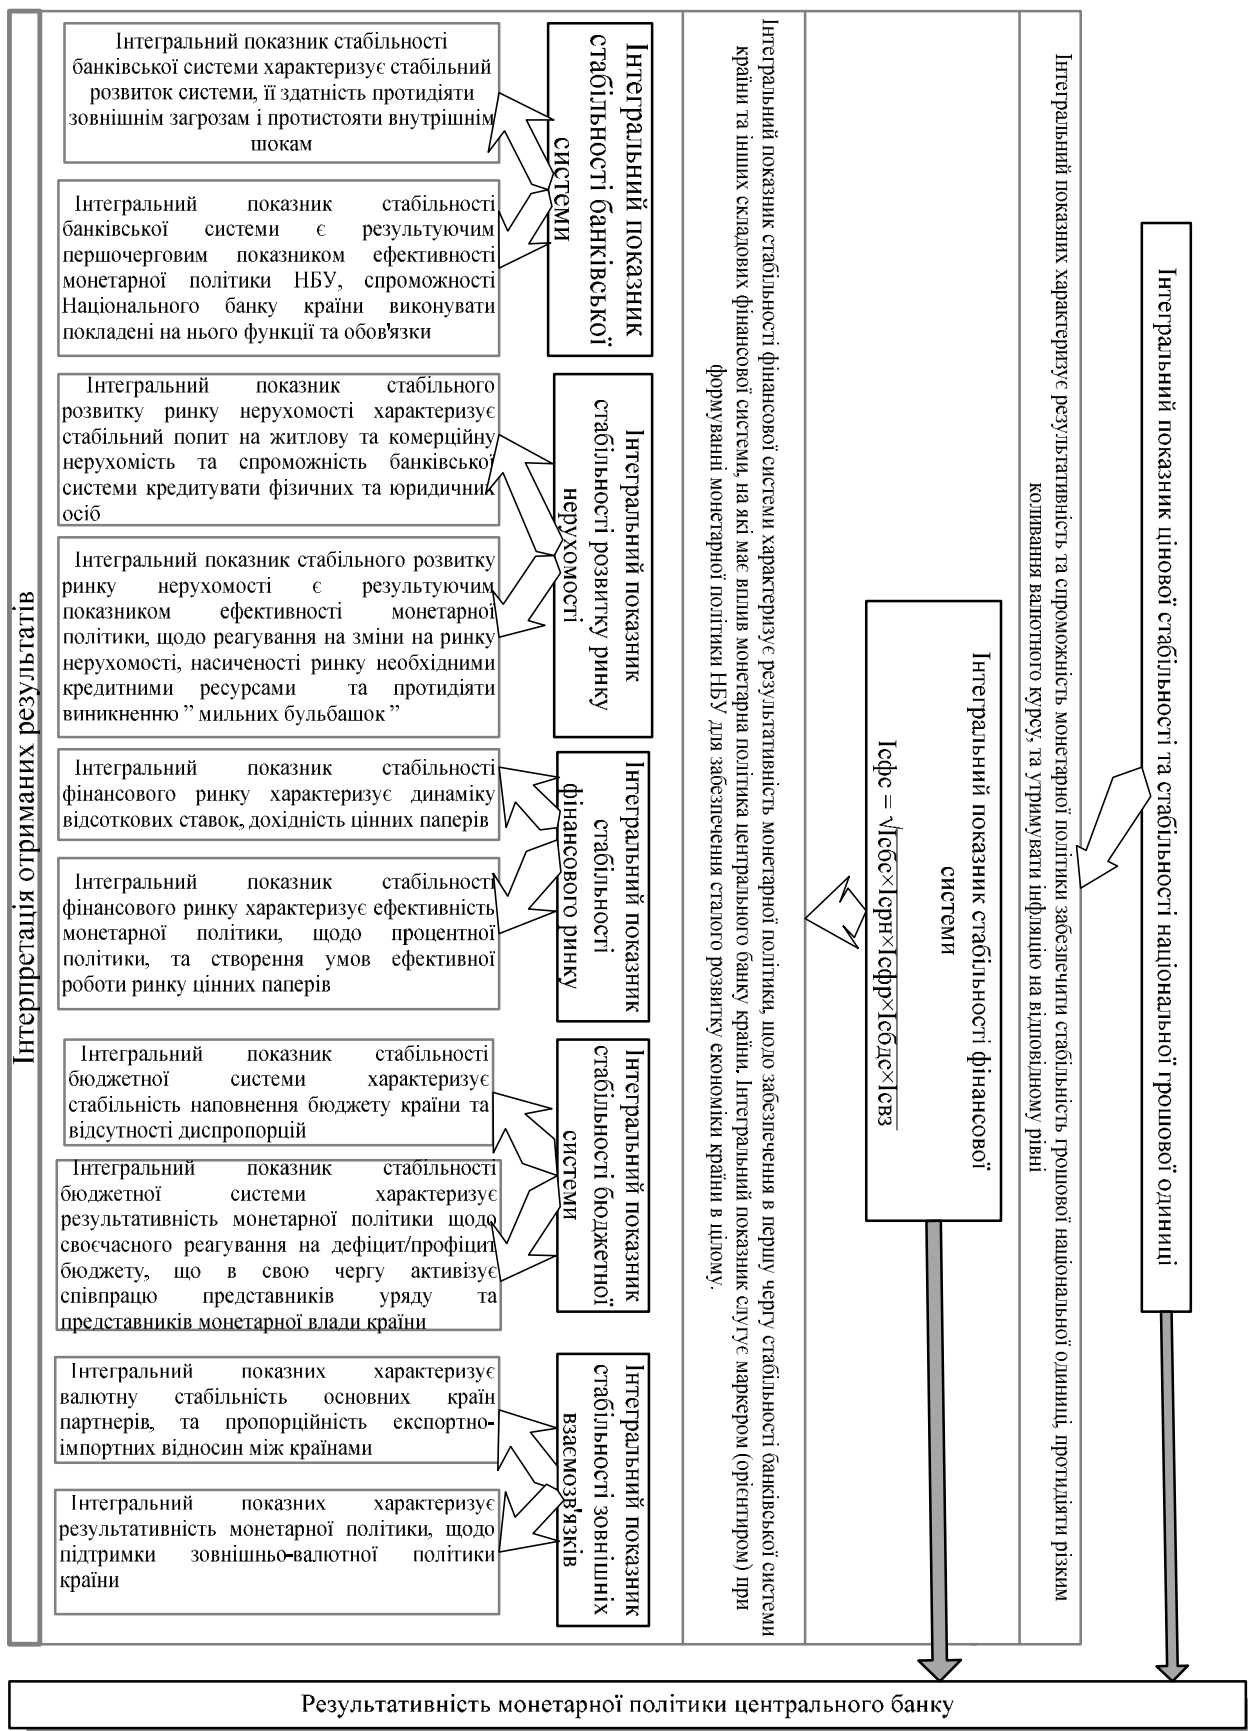 Інтерпретація отриманих результатів
Інтегральний показник стабільності
банківської системи характеризує стабільний
розвиток системи, її здатність протидіяти
зовнішнім загрозам і протистояти внутрішнім
шокам
Інтегральний показник стабільності
банківської системи є результуючим
першочерговим показником ефективності
монетарної політики НБУ, спроможності
Національного банку країни виконувати
покладені на нього функції та обов'язки
Інтегральний показник
стабільності банківської
системи
Інтегральний показник стабільного
розвитку ринку нерухомості характеризує
стабільний попит на житлову та комерційну
нерухомість та спроможність банківської
системи кредитувати фізичних та юридичних
осіб
Інтегральний показник стабільного розвитку
ринку нерухомості є результуючим
показником ефективності монетарної
політики, щодо реагування на зміни на ринку
нерухомості, насиченості ринку необхідними
кредитними ресурсами та протидіяти
виникненню ” мильних бульбашок ”
Інтегральний показник
стабільності розвитку ринку
нерухомості
Інтегральний показник стабільності
фінансового ринку характеризує динаміку
відсоткових ставок, дохідність цінних паперів
Інтегральний показник стабільності
фінансового ринку характеризує ефективність
монетарної політики, щодо процентної
політики, та створення умов ефективної
роботи ринку цінних паперів
Інтегральний показник
стабільності
фінансового ринку
Інтегральний показник стабільності
бюджетної системи характеризує
стабільність наповнення бюджету країни та
відсутності диспропорцій
Інтегральний показник стабільності
бюджетної системи характеризує
результативність монетарної політики щодо
своєчасного реагування на дефіцит/профіцит
бюджету, що в свою чергу активізує
співпрацю представників уряду та
представників монетарної влади країни
Інтегральний показник
стабільності бюджетної
системи
Інтегральний показних характеризує
валютну стабільність основних країн
партнерів, та пропорційність експортно-
імпортних відносин між країнами
Інтегральний показних характеризує
результативність монетарної політики, щодо
підтримки зовнішньо-валютної політики
країни
Інтегральний показник
стабільності зовнішніх
взаємозв'язків
Інтегральний показник стабільності фінансової системи характеризує результативність монетарної політики, щодо забезпечення в першу чергу стабільності банківської системи
країни та інших складових фінансової системи, на які має вплив монетарна політика центрального банку країни. Інтегральний показник слугує маркером (орієнтиром) при
формуванні монетарної політики НБУ для забезпечення сталого розвитку економіки країни в цілому.
Інтегральний показник стабільності фінансової
системи
Ісфс = √Ісбс×Ісрн×Ісфр×Ісбдс×Ісвз
Інтегральний показних характеризує результативність та спроможність монетарної політики забезпечити стабільність грошової національної одиниці, протидіяти різким
коливання валютного курсу, та утримувати інфляцію на відповідному рівні
Інтегральний показник цінової стабільності та стабільності національної грошової одиниці
Результативність монетарної політики центрального банку